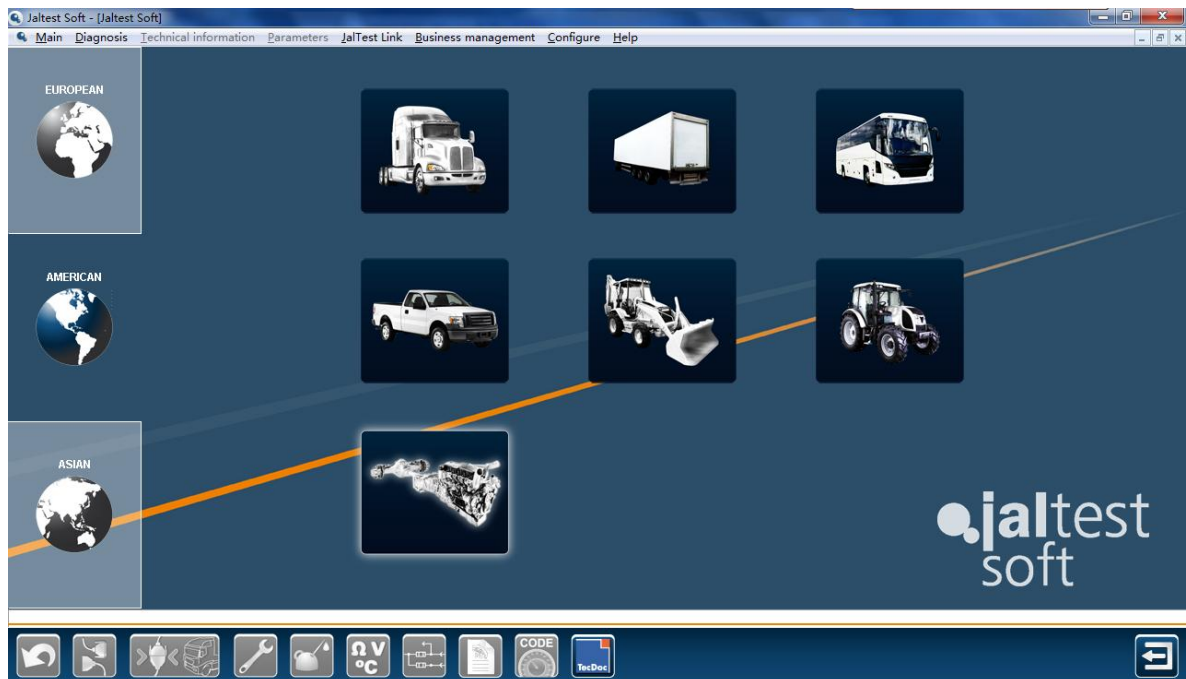 Jaltest Soft - [Jaltest Soft]
Main Diagnosis Technical information Parameters JalTest Link Business management Configure Help
EUROPEAN
AMERICAN
ASIAN
jaltest
soft
Ω V
°C
CODE
TecDoc